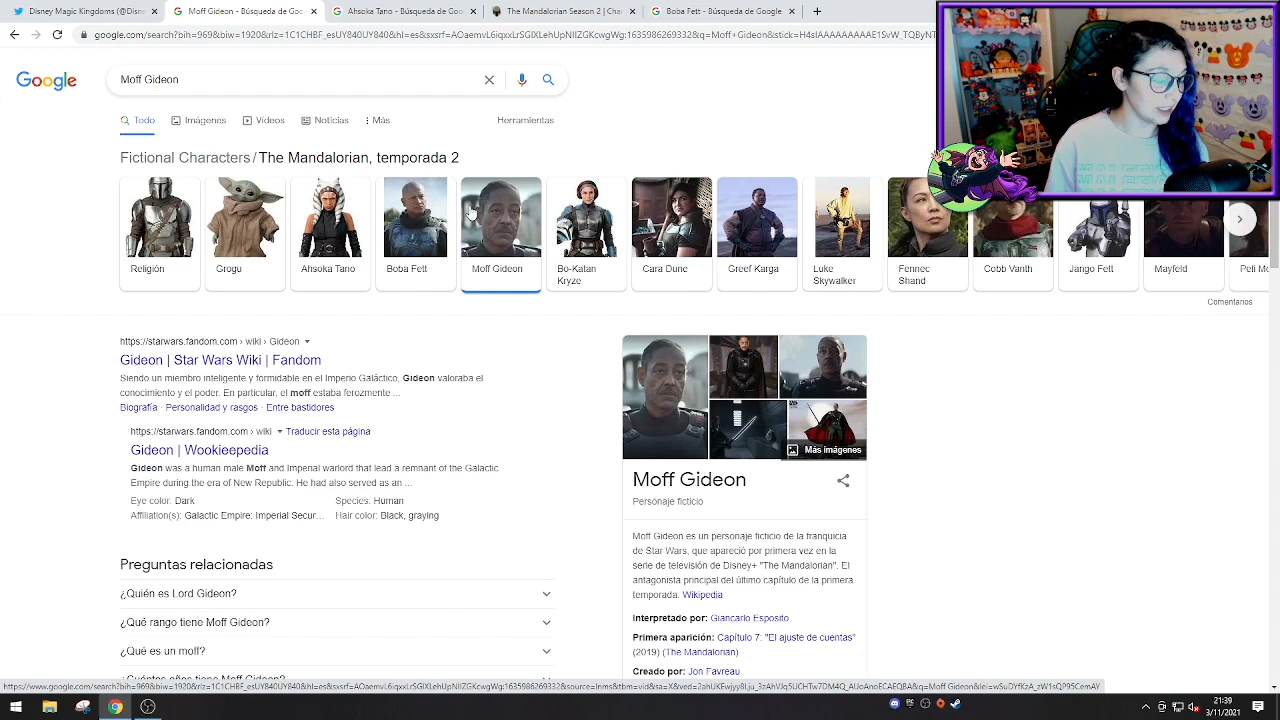 Disney Magic Kingdoms (@Disne
Moff Gideon - Búsqueda de Goo
Ahsoka Tano - Búsqueda de Goo
The Mandalorian Season 2 | Cha
Boba Fett - Búsqueda de Google
Google
Moff Gideon
Todo
Imágenes
Vídeos
Noticias
Más
Herramientas
Fictional Characters / The Mandalorian, temporada 2
Religión
Grogu
Ahsoka Tano
Boba Fett
Moff Gideon
Bo-Katan Kryze
Cara Dune
Greef Karga
Luke Skywalker
Fennec Shand
Cobb Vanth
Jango Fett
Mayfeld
Peli Mo
Comentarios
https://starwars.fandom.com › wiki › Gideon
Gideon | Star Wars Wiki | Fandom
Siendo un miembro inteligente y formidable en el Imperio Galáctico, Gideon valoraba el
conocimiento y el poder. En particular, el moff estaba ferozmente ...
Biografía · Personalidad y rasgos · Entre bastidores
https://starwars.fandom.com › wiki Traducir esta página
Gideon | Wookieepedia
Gideon was a human male Moff and Imperial warlord that lead a remnant of the Galactic
Empire during the era of New Republic. He had also served as an ...
Eye color: Dark Species: Human
Affiliation(s): Galactic Empire: Imperial Secur... Hair color: Black, graying
Preguntas relacionadas
¿Quién es Lord Gideon?
¿Qué rango tiene Moff Gideon?
¿Qué es un moff?
Más imágenes
Moff Gideon
Personaje ficticio
Moff Gideon es un personaje ficticio de la franquicia
de Star Wars, que apareció por primera vez en la
serie de televisión de Disney+ "The Mandalorian". El
antagonista principal del último capítulo de la primera
temporada. Wikipedia
Interpretado por: Giancarlo Esposito
Primera aparición: Capítulo 7: "El ajuste de cuentas"
(2019) (The Mandalorian)
Creado por: Jon Favreau
21:39
3/11/2021